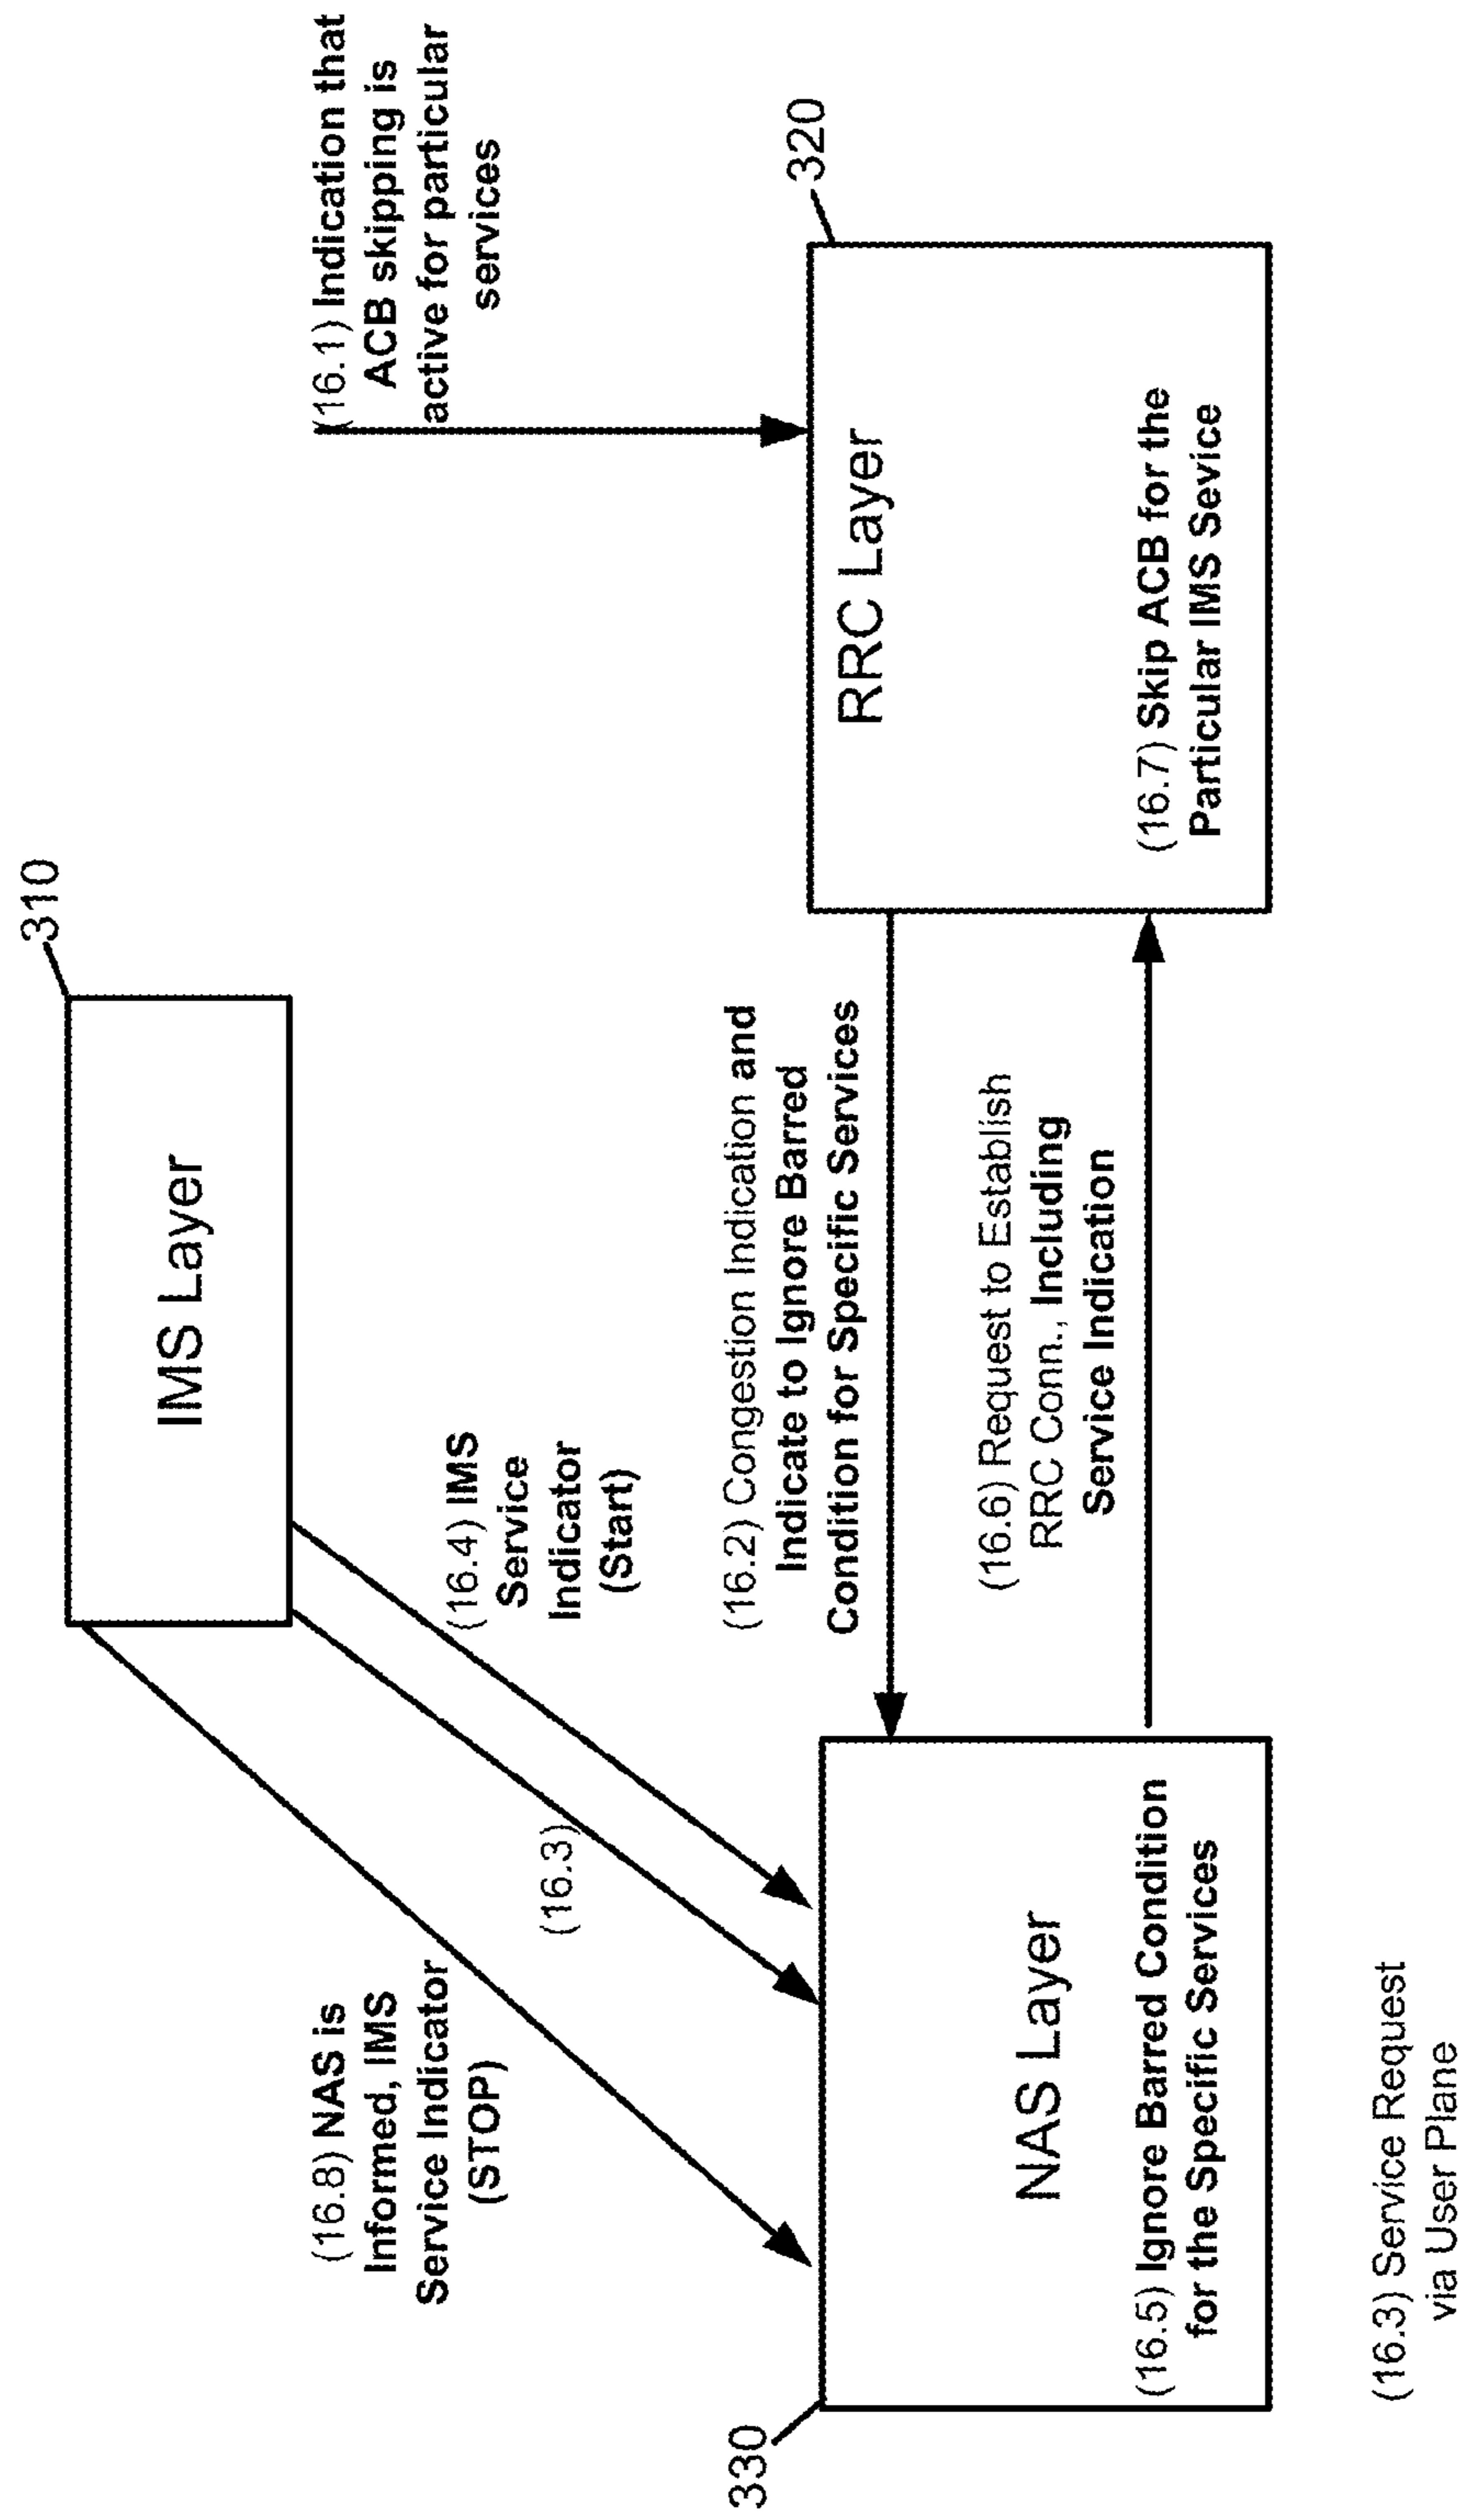 310
IMS Layer
(16.8) NAS is
Informed, IMS
Service Indicator
(STOP)
(16.3)
(16.4) IMS
Service
Indicator
(Start)
(16.1) Indication that
ACB skipping is
active for particular
services
330
NAS Layer
(16.5) Ignore Barred Condition
for the Specific Services
(16.2) Congestion Indication and
Indicate to Ignore Barred
Condition for Specific Services
(16.6) Request to Establish
RRC Conn., Including
Service Indication
320
RRC Layer
(16.7) Skip ACB for the
Particular IMS Sevice
(16.3) Service Request
via User Plane